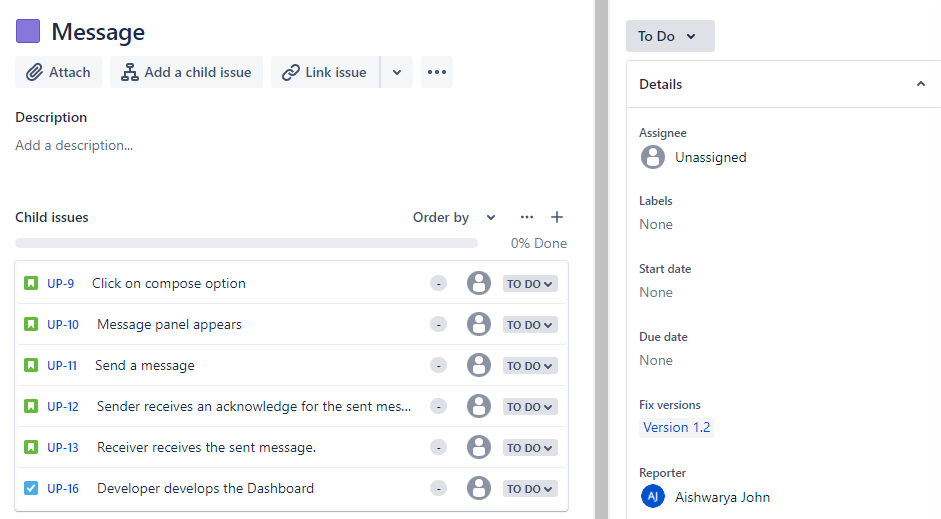 Message
Attach
Add a child issue
Link issue
Description
Add a description...
Child issues
Order by
0% Done
UP-9 Click on compose option - TO DO
UP-10 Message panel appears - TO DO
UP-11 Send a message - TO DO
UP-12 Sender receives an acknowledge for the sent mes... - TO DO
UP-13 Receiver receives the sent message. - TO DO
UP-16 Developer develops the Dashboard - TO DO
To Do
Details
Assignee
Unassigned
Labels
None
Start date
None
Due date
None
Fix versions
Version 1.2
Reporter
AJ Aishwarya John